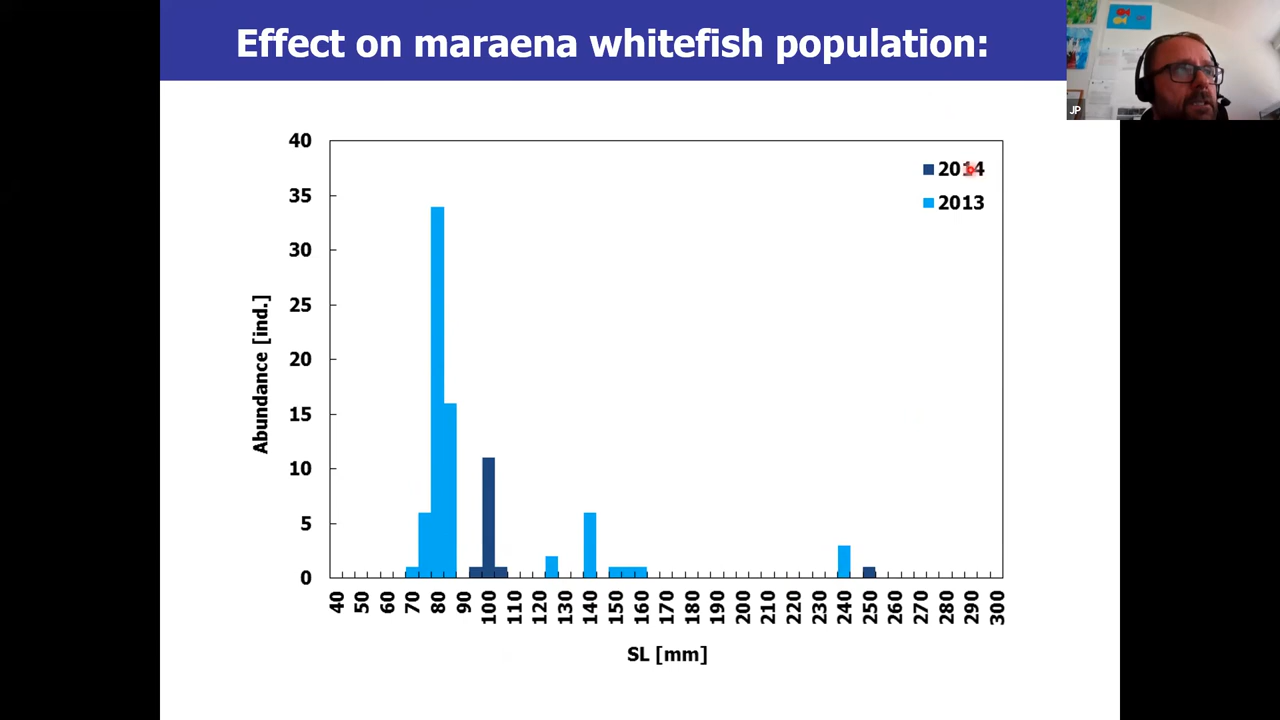 Effect on maraena whitefish population:
JP
2014
2013
40
35
30
25
20
15
10
5
0
Abundance [ind.]
40 50 60 70 80 90 100 110 120 130 140 150 160 170 180 190 200 210 220 230 240 250 260 270 280 290 300
SL [mm]